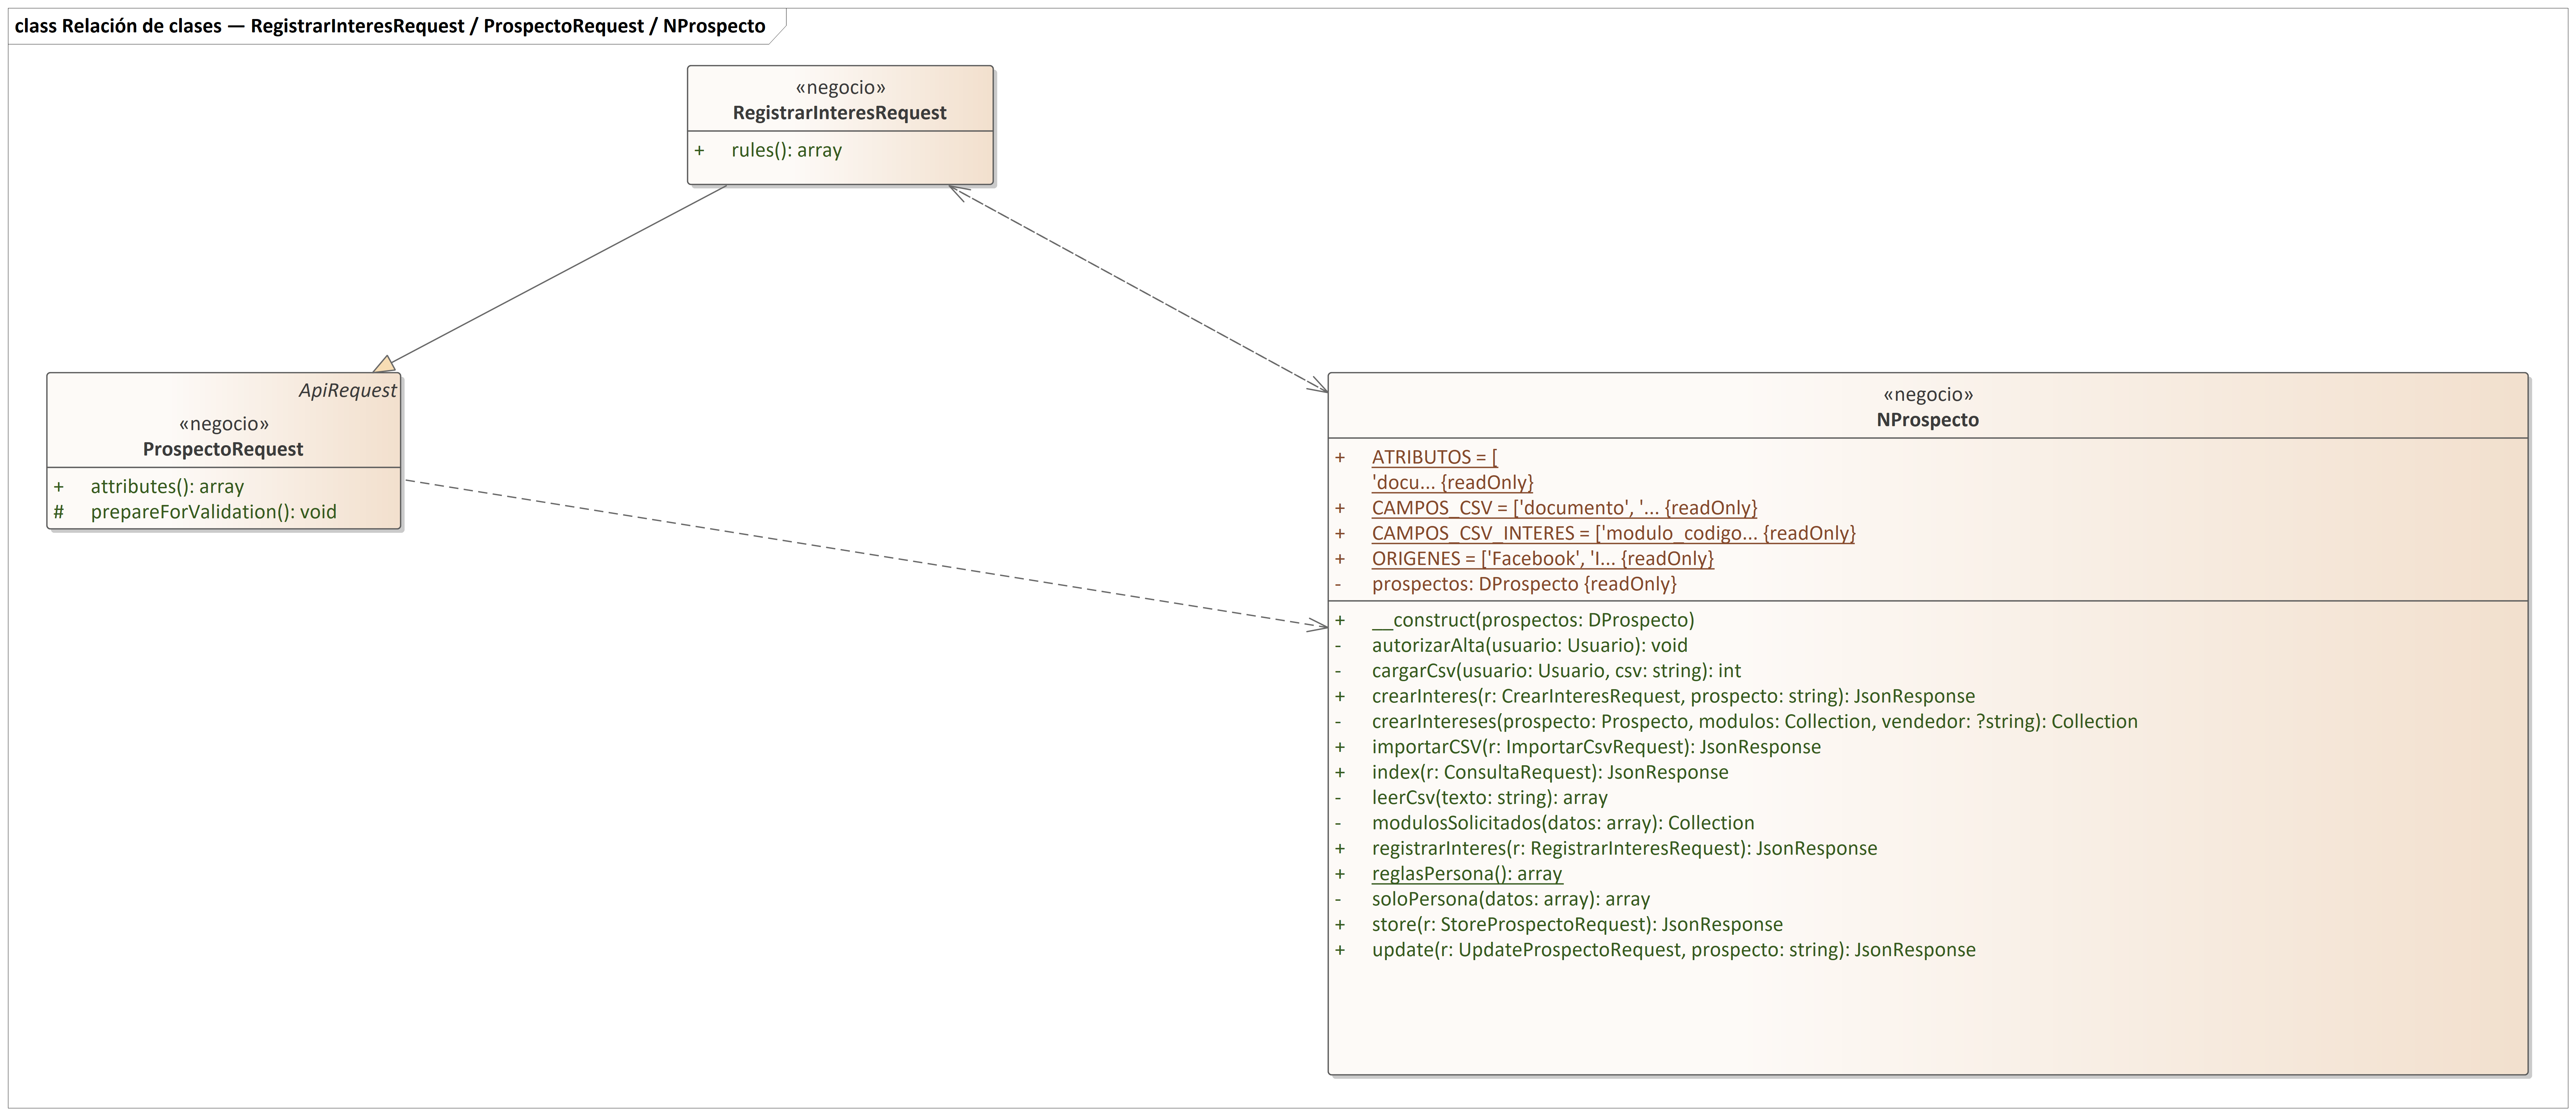 class Relación de clases — RegistrarInteresRequest / ProspectoRequest / NProspecto
«negocio»
RegistrarInteresRequest
+ rules(): array
ApiRequest
«negocio»
ProspectoRequest
+ attributes(): array
# prepareForValidation(): void
«negocio»
NProspecto
+ ATRIBUTOS = [
'docu... {readOnly}
+ CAMPOS_CSV = ['documento', '... {readOnly}
+ CAMPOS_CSV_INTERES = ['modulo_codigo... {readOnly}
+ ORIGENES = ['Facebook', 'I... {readOnly}
- prospectos: DProspecto {readOnly}
+ __construct(prospectos: DProspecto)
- autorizarAlta(usuario: Usuario): void
- cargarCsv(usuario: Usuario, csv: string): int
+ crearInteres(r: CrearInteresRequest, prospecto: string): JsonResponse
- crearIntereses(prospecto: Prospecto, modulos: Collection, vendedor: ?string): Collection
+ importarCSV(r: ImportarCsvRequest): JsonResponse
+ index(r: ConsultaRequest): JsonResponse
- leerCsv(texto: string): array
- modulosSolicitados(datos: array): Collection
+ registrarInteres(r: RegistrarInteresRequest): JsonResponse
+ reglasPersona(): array
- soloPersona(datos: array): array
+ store(r: StoreProspectoRequest): JsonResponse
+ update(r: UpdateProspectoRequest, prospecto: string): JsonResponse